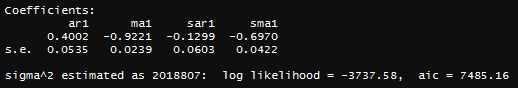 Coefficients:
ar1 ma1 sar1 sma1
0.4002 -0.9221 -0.1299 -0.6970
s.e. 0.0535 0.0239 0.0603 0.0422
sigma^2 estimated as 2018807: log likelihood = -3737.58, aic = 7485.16